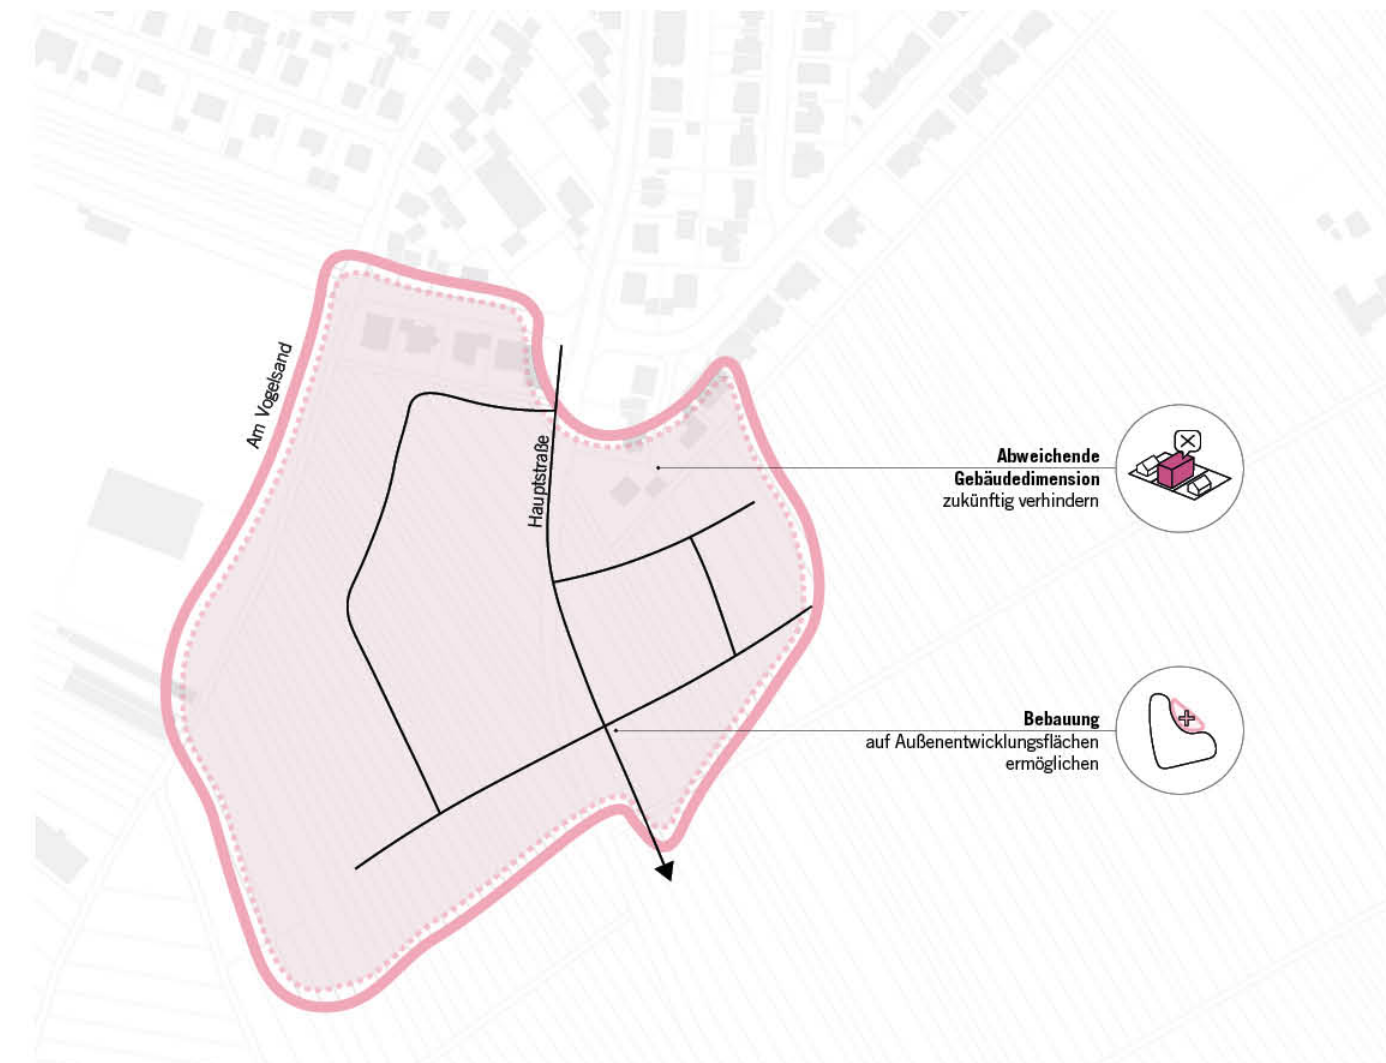 Am Vogelsand
Hauptstraße
Abweichende
Gebäudedimension
zukünftig verhindern
Bebauung
auf Außenentwicklungsflächen
ermöglichen